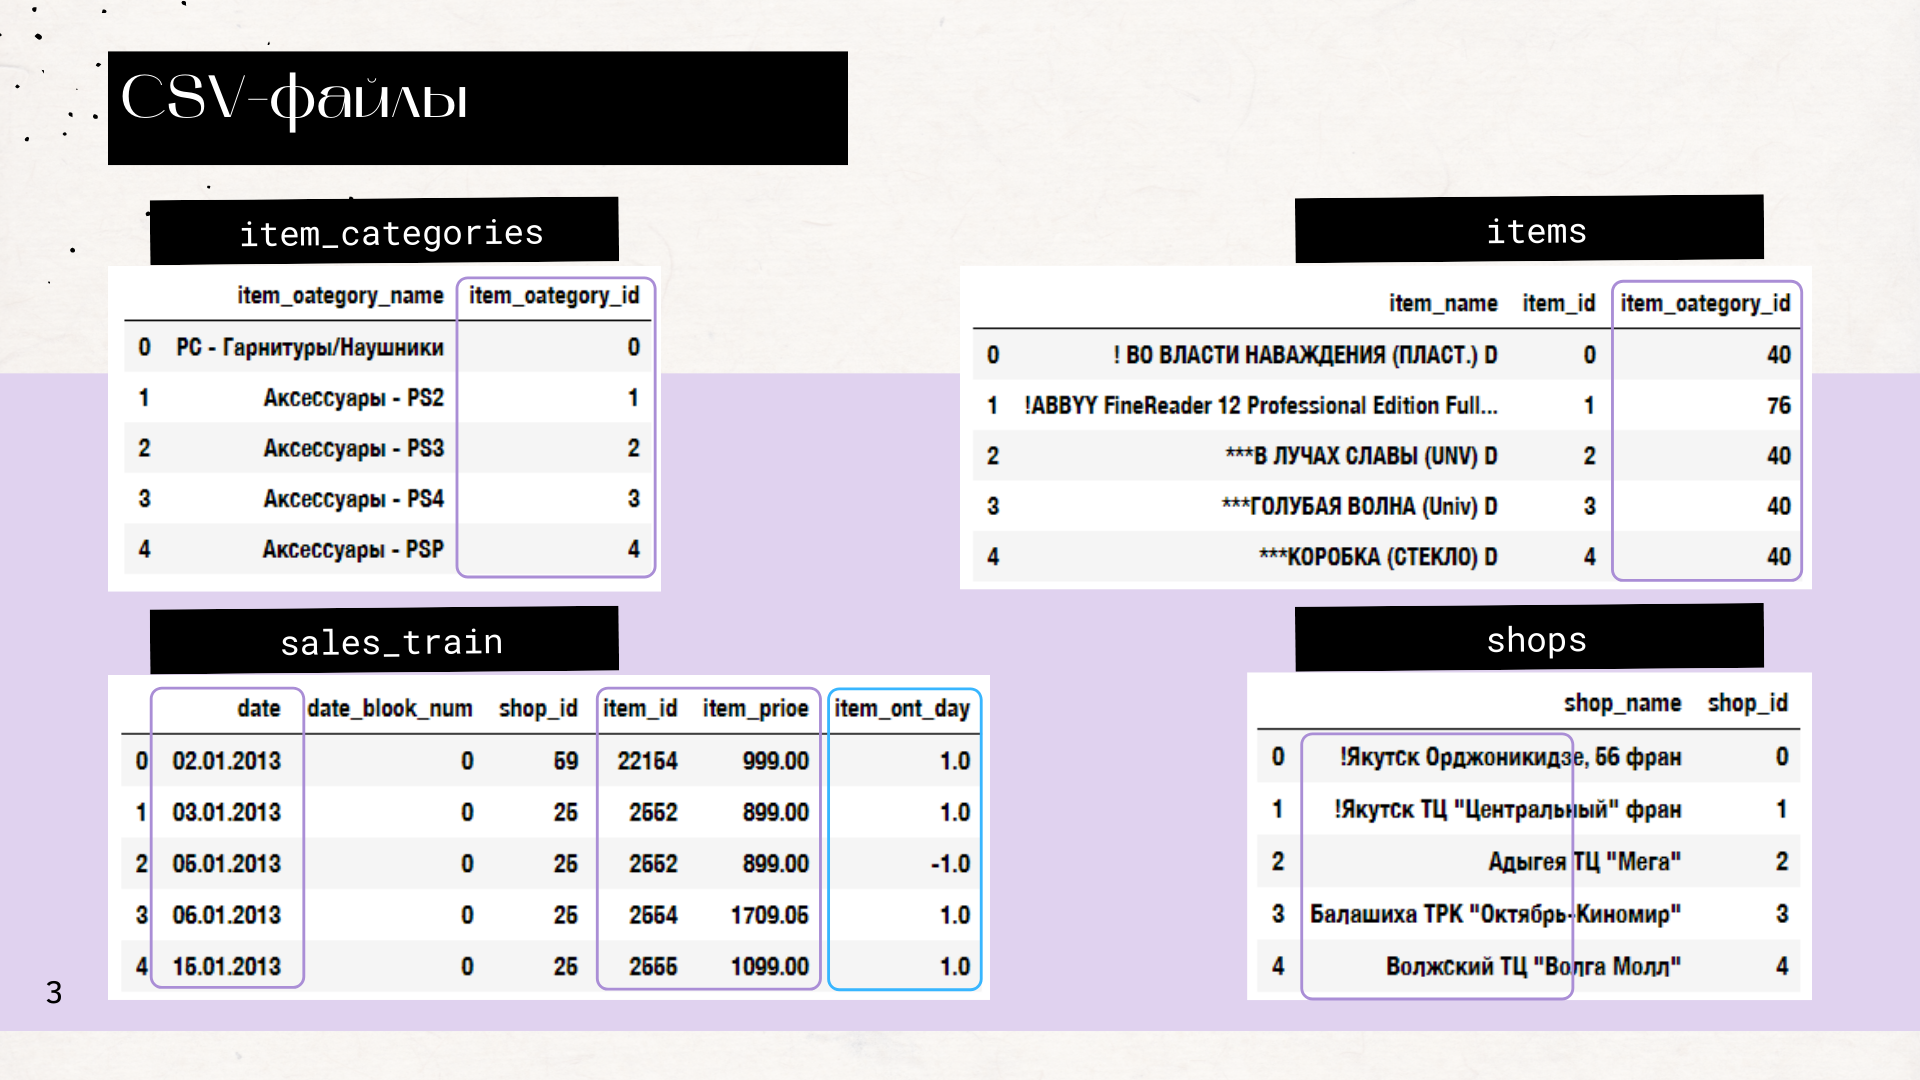 CSV-файлы
item_categories
item_oategory_name item_oategory_id
0 PC - Гарнитуры/Наушники 0
1 Аксессуары - PS2 1
2 Аксессуары - PS3 2
3 Аксессуары - PS4 3
4 Аксессуары - PSP 4
items
item_name item_id item_oategory_id
0 ! ВО ВЛАСТИ НАВАЖДЕНИЯ (ПЛАСТ.) D 0 40
1 !ABBYY FineReader 12 Professional Edition Full... 1 76
2 ***В ЛУЧАХ СЛАВЫ (UNV) D 2 40
3 ***ГОЛУБАЯ ВОЛНА (Univ) D 3 40
4 ***КОРОБКА (СТЕКЛО) D 4 40
sales_train
date date_blook_num shop_id item_id item_prioe item_ont_day
0 02.01.2013 0 59 22154 999.00 1.0
1 03.01.2013 0 25 2552 899.00 1.0
2 05.01.2013 0 25 2552 899.00 -1.0
3 06.01.2013 0 25 2554 1709.05 1.0
4 15.01.2013 0 25 2555 1099.00 1.0
shops
shop_name shop_id
0 !Якутск Орджоникидзе, 56 фран 0
1 !Якутск ТЦ "Центральный" фран 1
2 Адыгея ТЦ "Мега" 2
3 Балашиха ТРК "Октябрь-Киномир" 3
4 Волжский ТЦ "Волга Молл" 4
3